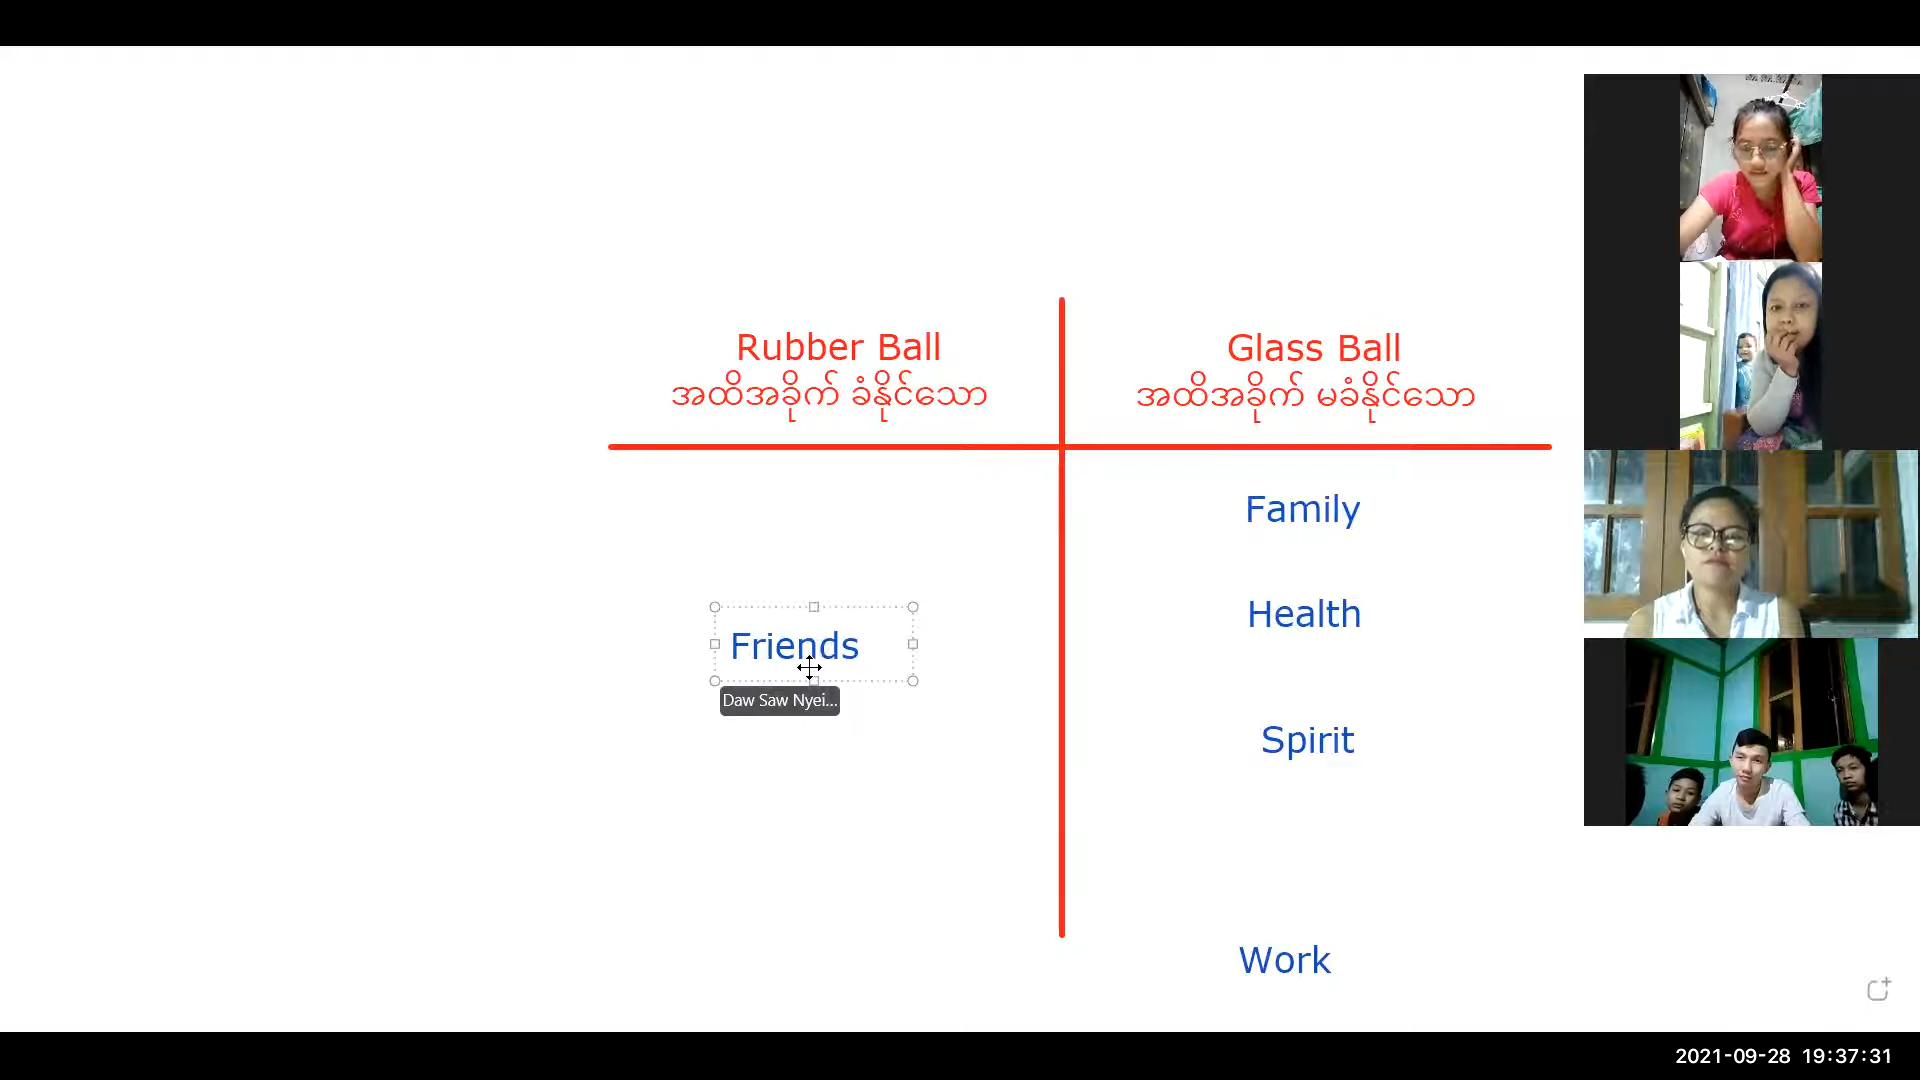 Rubber Ball
အထိအခိုက် ခံနိုင်သော
Glass Ball
အထိအခိုက် မခံနိုင်သော
Family
Health
Friends
Daw Saw Nyei...
Spirit
Work
2021-09-28 19:37:31